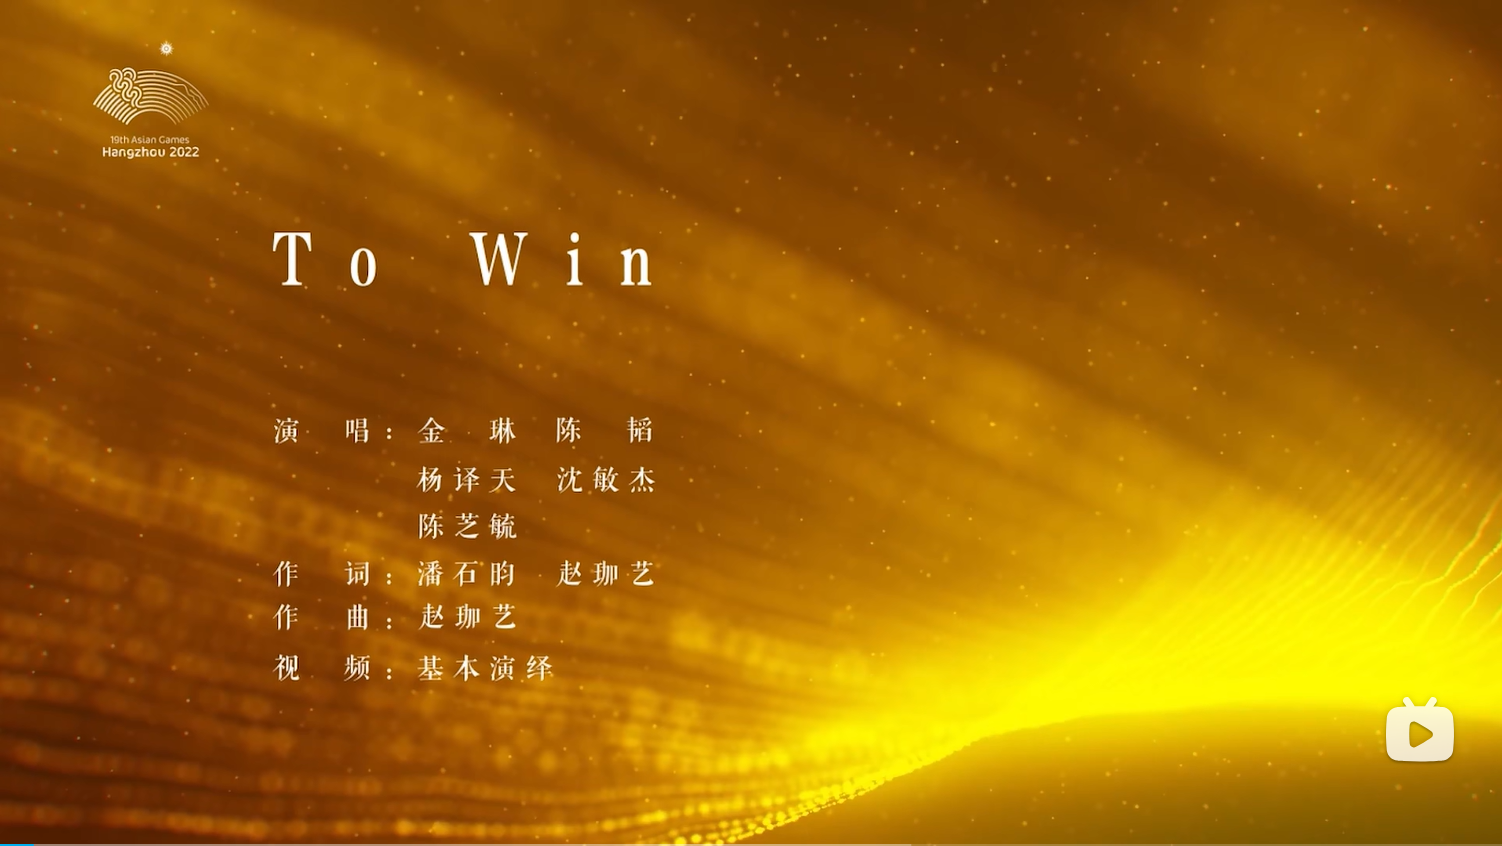 19th Asian Games
Hangzhou 2022
To Win
演 唱：金 琳 陈 韬
杨译天 沈敏杰
陈芝毓
作 词：潘石昀 赵珈艺
作 曲：赵珈艺
视 频：基本演绎